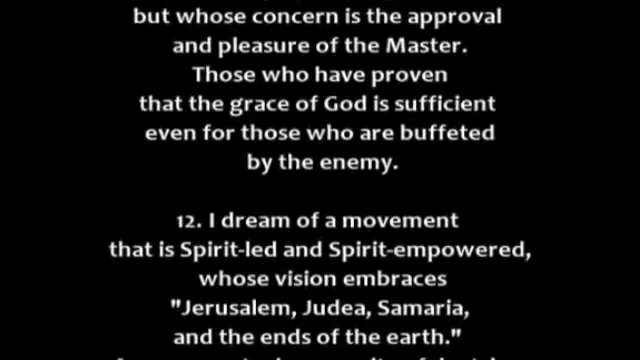 but whose concern is the approval
and pleasure of the Master.
Those who have proven
that the grace of God is sufficient
even for those who are buffeted
by the enemy.
12. I dream of a movement
that is Spirit-led and Spirit-empowered,
whose vision embraces
"Jerusalem, Judea, Samaria,
and the ends of the earth."